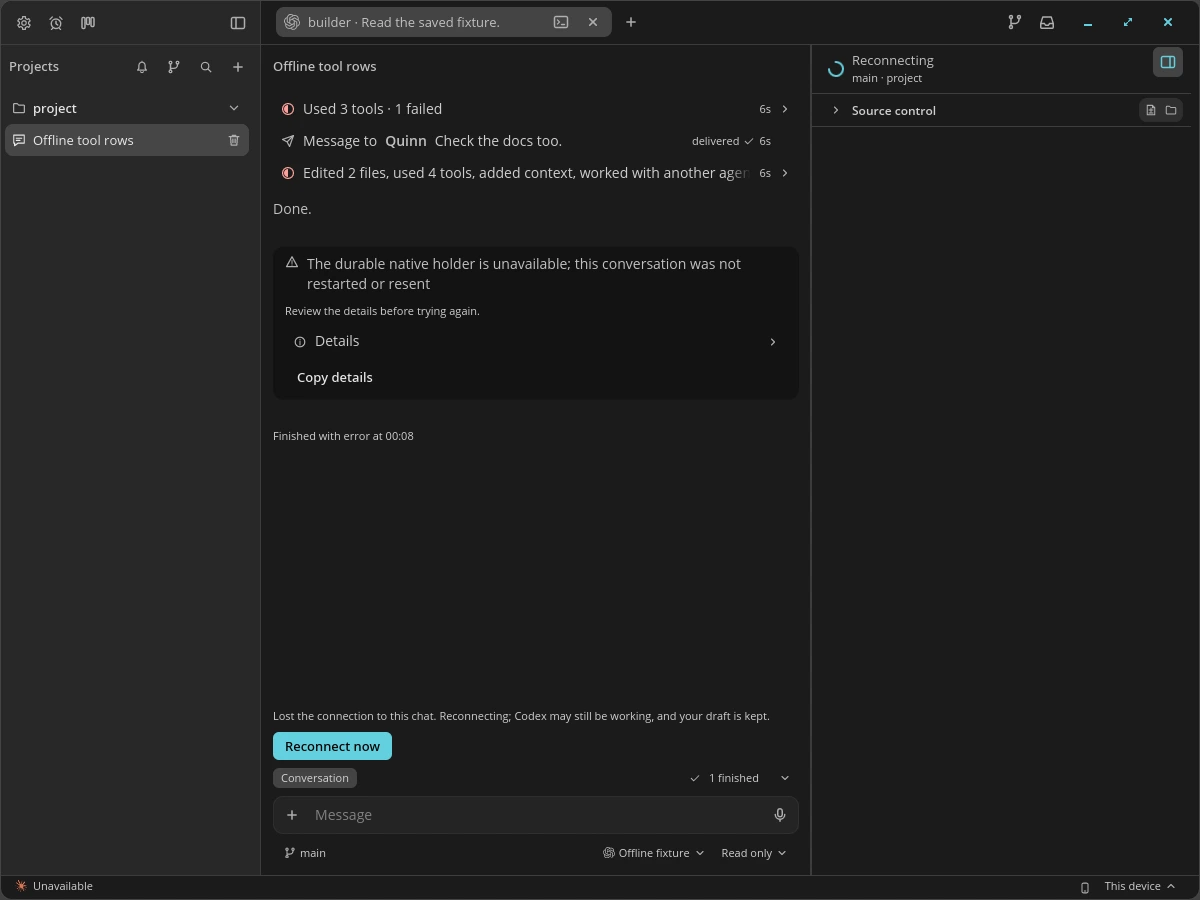 builder · Read the saved fixture.
Projects
project
Offline tool rows
Offline tool rows
Used 3 tools · 1 failed 6s
Message to Quinn Check the docs too. delivered 6s
Edited 2 files, used 4 tools, added context, worked with another 6s
Done.
The durable native holder is unavailable; this conversation was not
restarted or resent
Review the details before trying again.
Details
Copy details
Finished with error at 00:08
Lost the connection to this chat. Reconnecting; Codex may still be working, and your draft is kept.
Reconnect now
Conversation 1 finished
Message
main Offline fixture Read only
Reconnecting
main · project
Source control
Unavailable This device